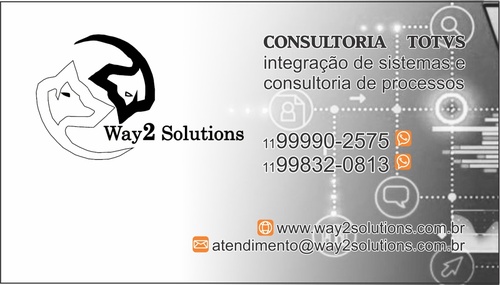 CONSULTORIA TOTVS
integração de sistemas e
consultoria de processos
Way2 Solutions
11 99990-2575
11 99832-0813
www.way2solutions.com.br
atendimento@way2solutions.com.br